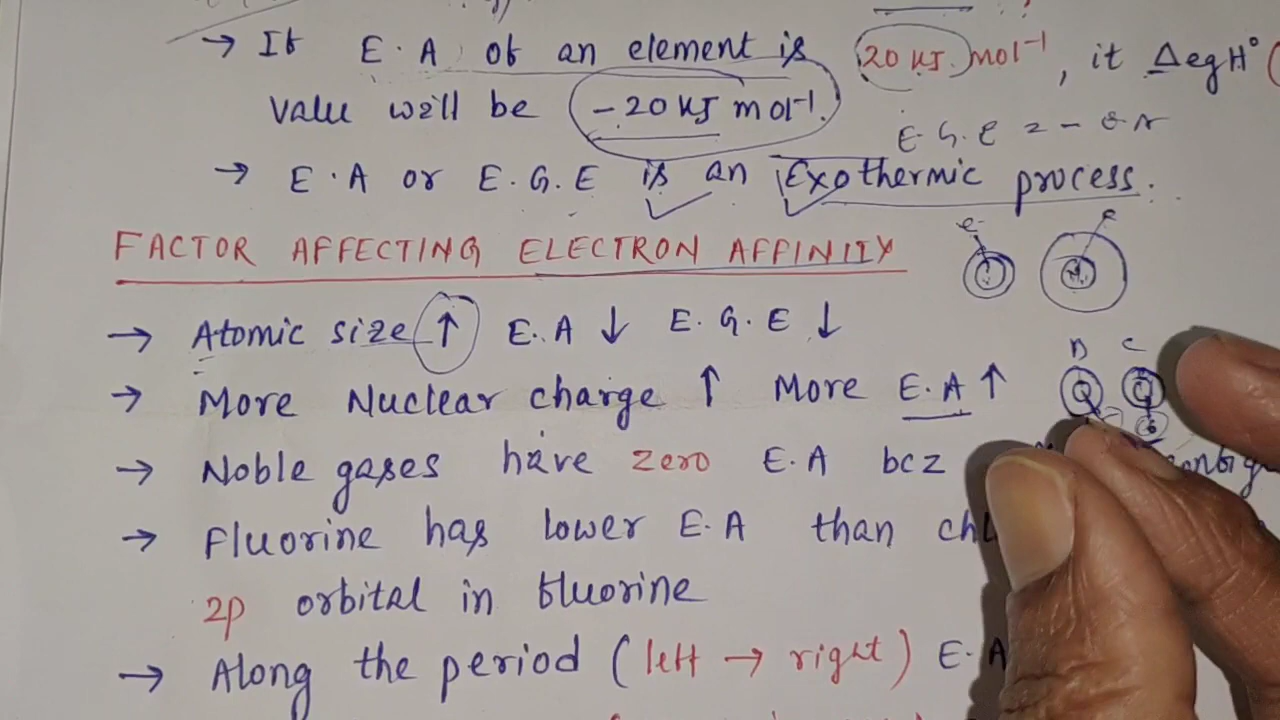 → If E.A of an element is 20 KJ mol⁻¹, it ΔegH° (
Value will be -20 KJ mol⁻¹.
E.G.E = -
→ E.A or E.G.E is an Exothermic process.
FACTOR AFFECTING ELECTRON AFFINITY
e⁻ e
→ Atomic size ↑ E.A ↓ E.G.E ↓
B C
→ More Nuclear charge ↑ More E.A ↑
→ Noble gases have zero E.A bcz
→ Fluorine has lower E.A than
2p orbital in fluorine
→ Along the period (left → right) E.A